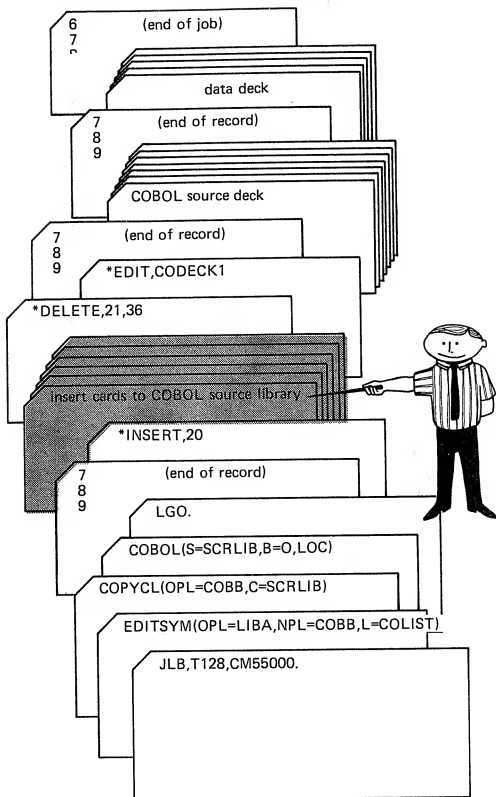 6 (end of job)
7
7 (end of record)
8
9
data deck
7 (end of record)
8
9
COBOL source deck
*EDIT,CODECK1
*DELETE,21,36
insert cards to COBOL source library
*INSERT,20
7 (end of record)
8
9
LGO.
COBOL(S=SCRLIB,B=O,LOC)
COPYCL(OPL=COBB,C=SCRLIB)
EDITSYM(OPL=LIBA,NPL=COBB,L=COLIST)
JLB,T128,CM55000.